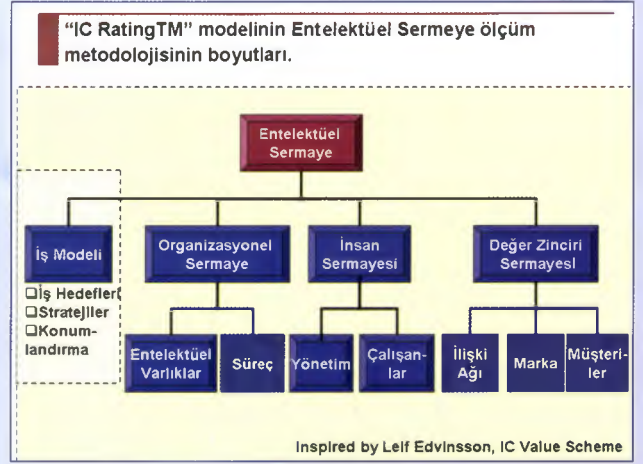 “IC RatingTM” modelinin Entelektüel Sermeye ölçüm
metodolojisinin boyutları.
Entelektüel
Sermaye
İş Modeli
Organizasyonel
Sermaye
İnsan
Sermayesi
Değer Zinciri
Sermayesi
❑İş Hedefleri
❑Stratejiler
❑Konum-
landırma
Entelektüel
Varlıklar
Süreç
Yönetim
Çalışan-
lar
İlişki
Ağı
Marka
Müşteri-
ler
Inspired by Leif Edvinsson, IC Value Scheme